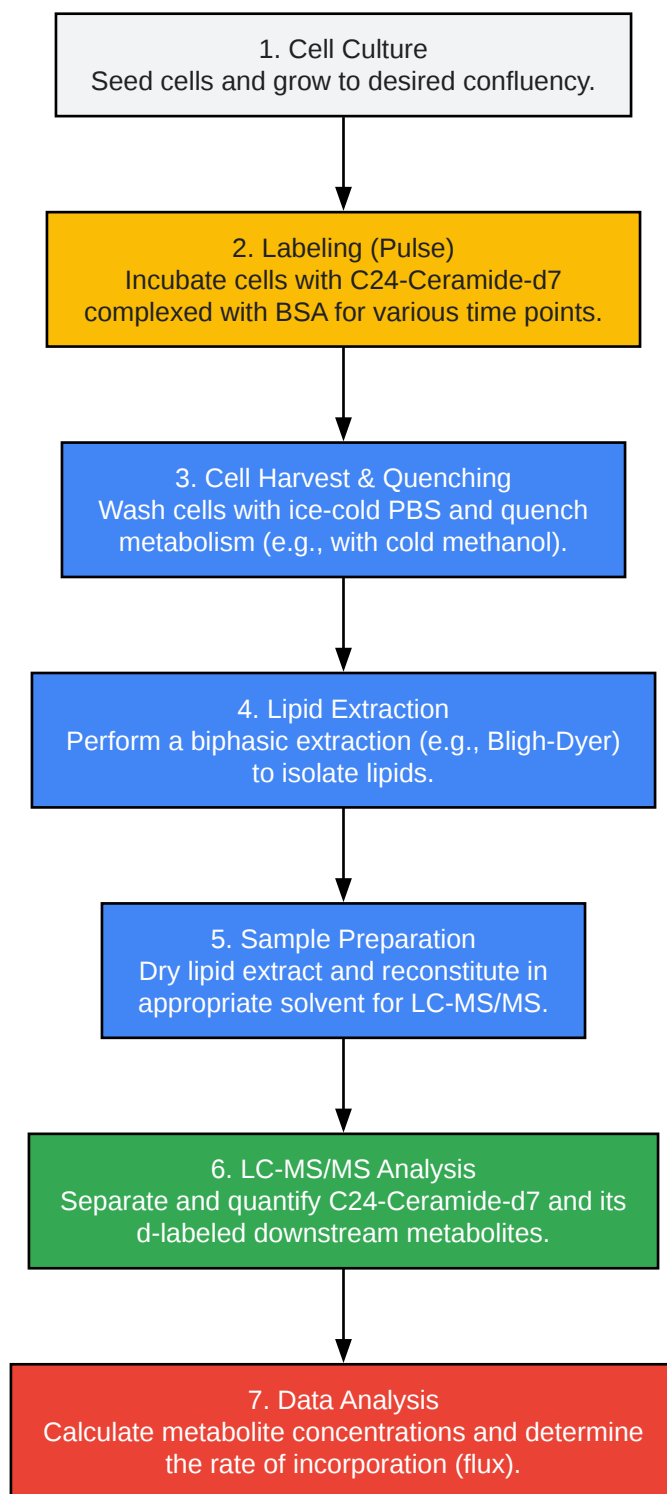 1. Cell Culture
Seed cells and grow to desired confluency.
2. Labeling (Pulse)
Incubate cells with C24-Ceramide-d7
complexed with BSA for various time points.
3. Cell Harvest & Quenching
Wash cells with ice-cold PBS and quench
metabolism (e.g., with cold methanol).
4. Lipid Extraction
Perform a biphasic extraction (e.g., Bligh-Dyer)
to isolate lipids.
5. Sample Preparation
Dry lipid extract and reconstitute in
appropriate solvent for LC-MS/MS.
6. LC-MS/MS Analysis
Separate and quantify C24-Ceramide-d7 and its
d-labeled downstream metabolites.
7. Data Analysis
Calculate metabolite concentrations and determine
the rate of incorporation (flux).